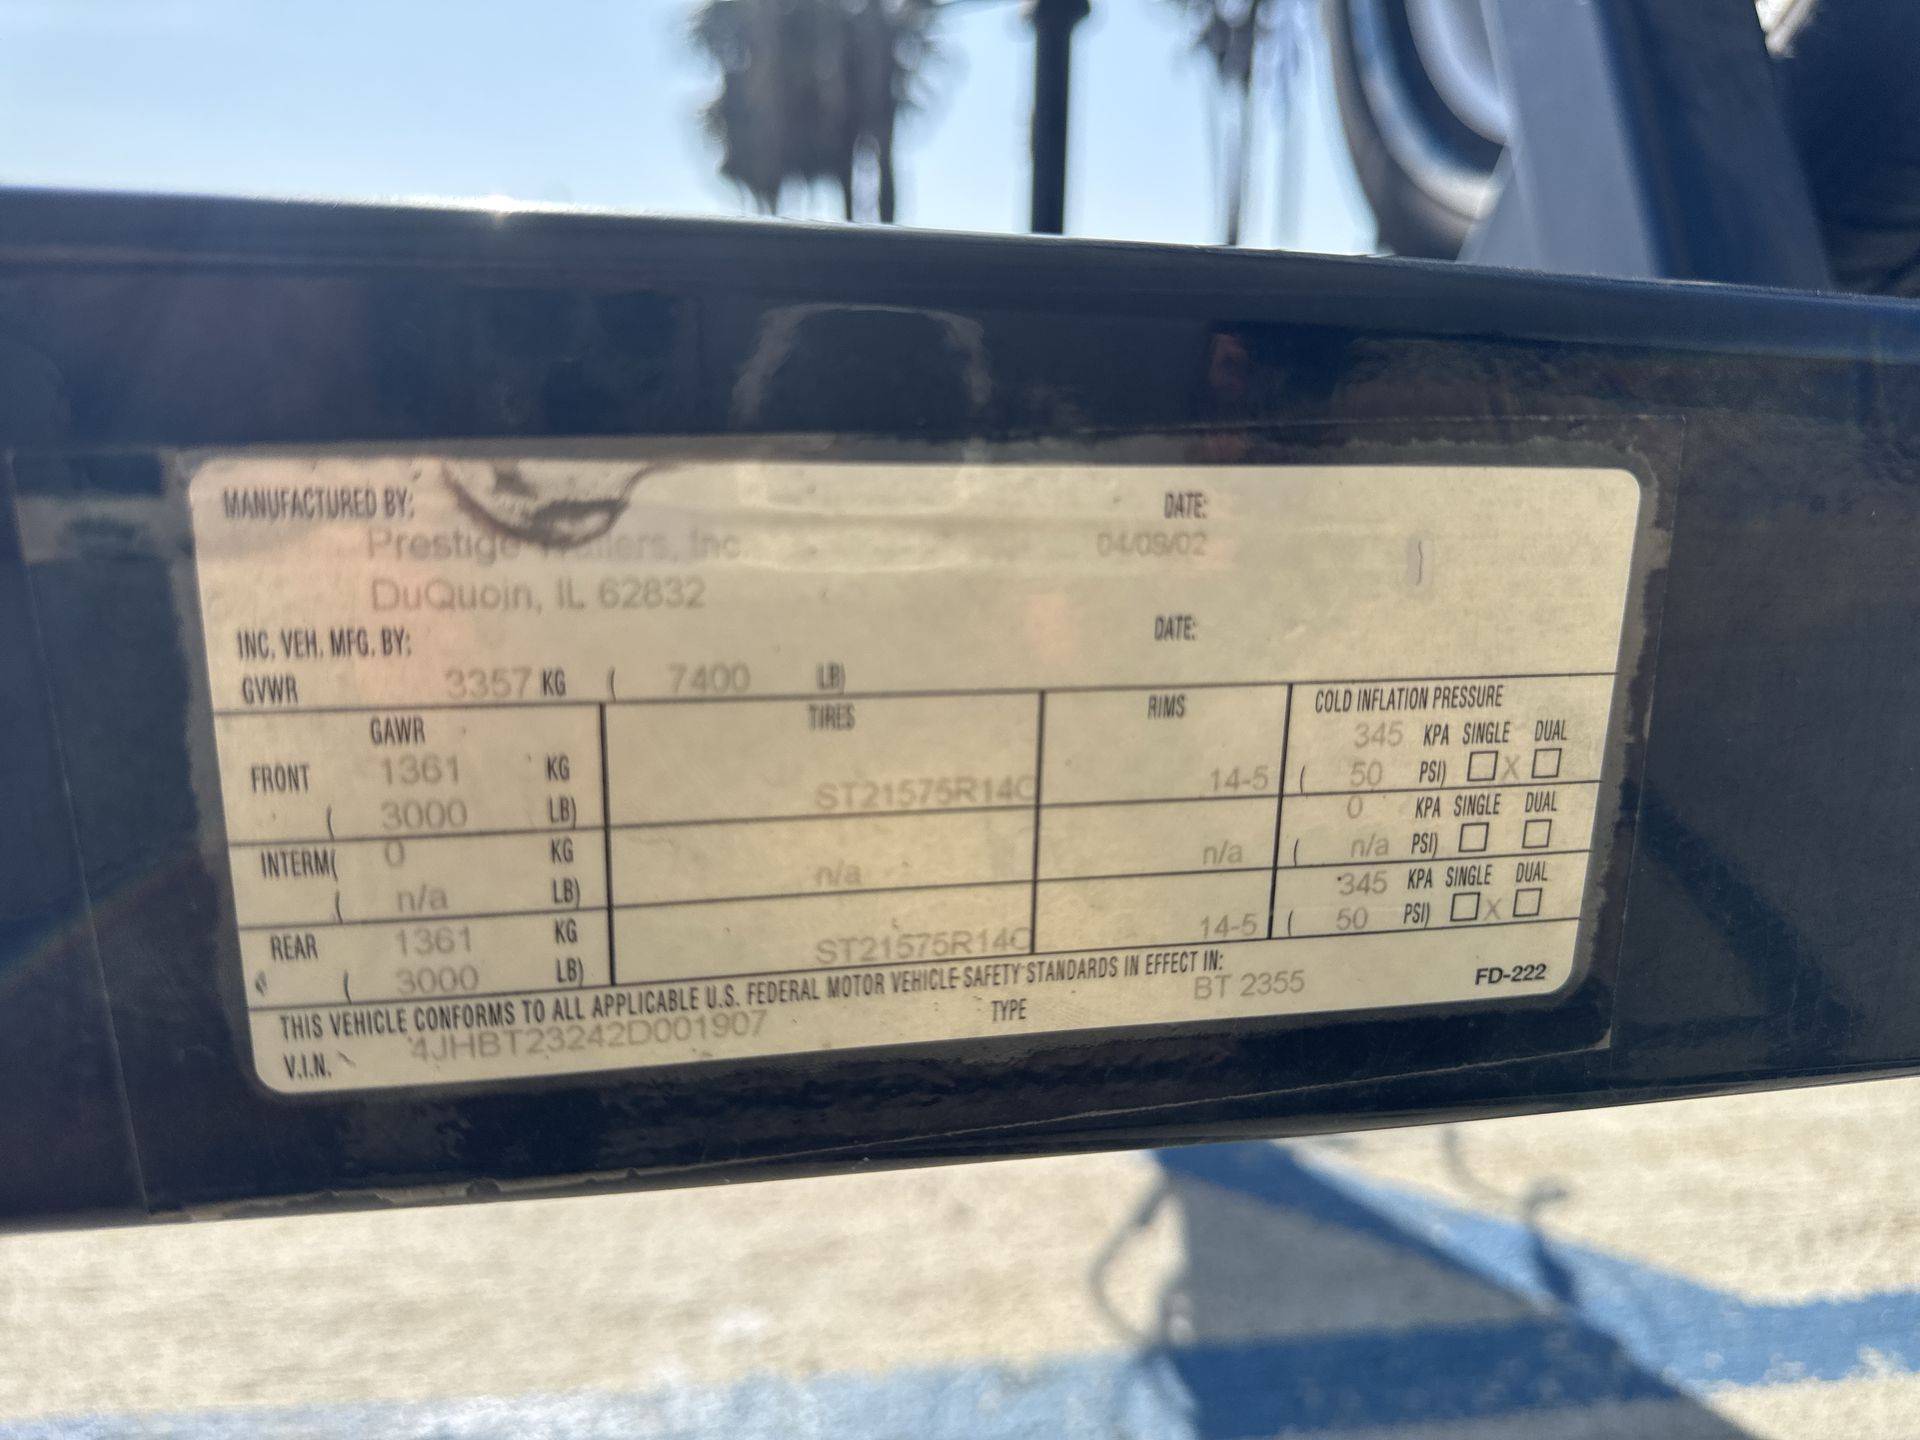 MANUFACTURED BY: DATE:
Prestige Trailers, Inc. 04/09/02
DuQuoin, IL 62832
INC. VEH. MFG. BY: DATE:
GVWR 3357 KG ( 7400 LB)
GAWR TIRES RIMS COLD INFLATION PRESSURE
FRONT 1361 KG ST21575R14C 14-5 345 KPA SINGLE DUAL
( 3000 LB) ( 50 PSI) ☐ X ☐
INTERM( 0 KG n/a n/a 0 KPA SINGLE DUAL
( n/a LB) ( n/a PSI) ☐ ☐
REAR 1361 KG ST21575R14C 14-5 345 KPA SINGLE DUAL
( 3000 LB) ( 50 PSI) ☐ X ☐
THIS VEHICLE CONFORMS TO ALL APPLICABLE U.S. FEDERAL MOTOR VEHICLE SAFETY STANDARDS IN EFFECT IN:
V.I.N. 4JHBT23242D001907 TYPE BT 2355 FD-222